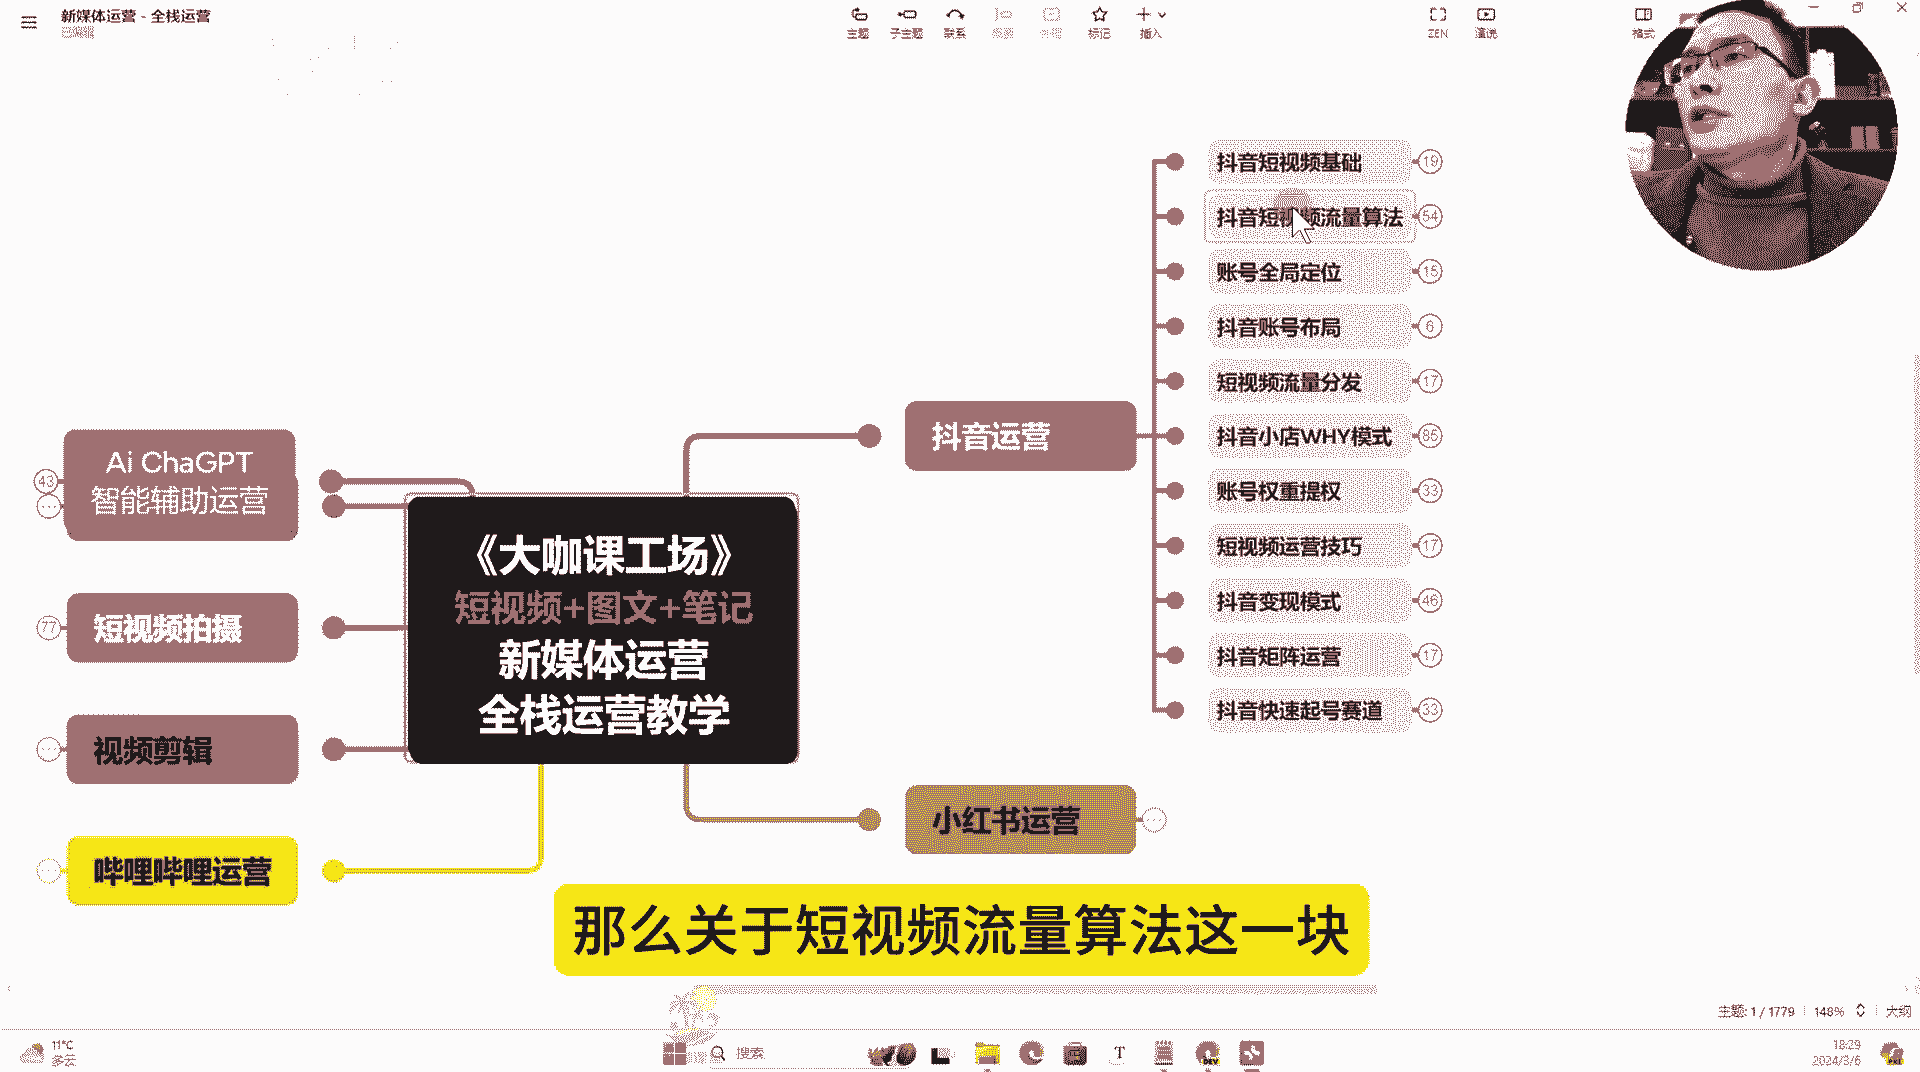 新媒体运营 - 全栈运营
已编辑
主题
子主题
联系
概要
外框
标记
插入
ZEN
演说
格式
抖音短视频基础
19
抖音短视频流量算法
54
账号全局定位
15
抖音账号布局
6
短视频流量分发
17
抖音运营
抖音小店WHY模式
85
账号权重提权
33
短视频运营技巧
17
抖音变现模式
46
抖音矩阵运营
17
抖音快速起号赛道
33
Ai ChaGPT
智能辅助运营
43
短视频拍摄
77
视频剪辑
哔哩哔哩运营
《大咖课工场》
短视频+图文+笔记
新媒体运营
全栈运营教学
小红书运营
那么关于短视频流量算法这一块
主题: 1 / 1779
148%
大纲
11°C
多云
搜索
T
DEV
18:29
2024/3/6
PRE